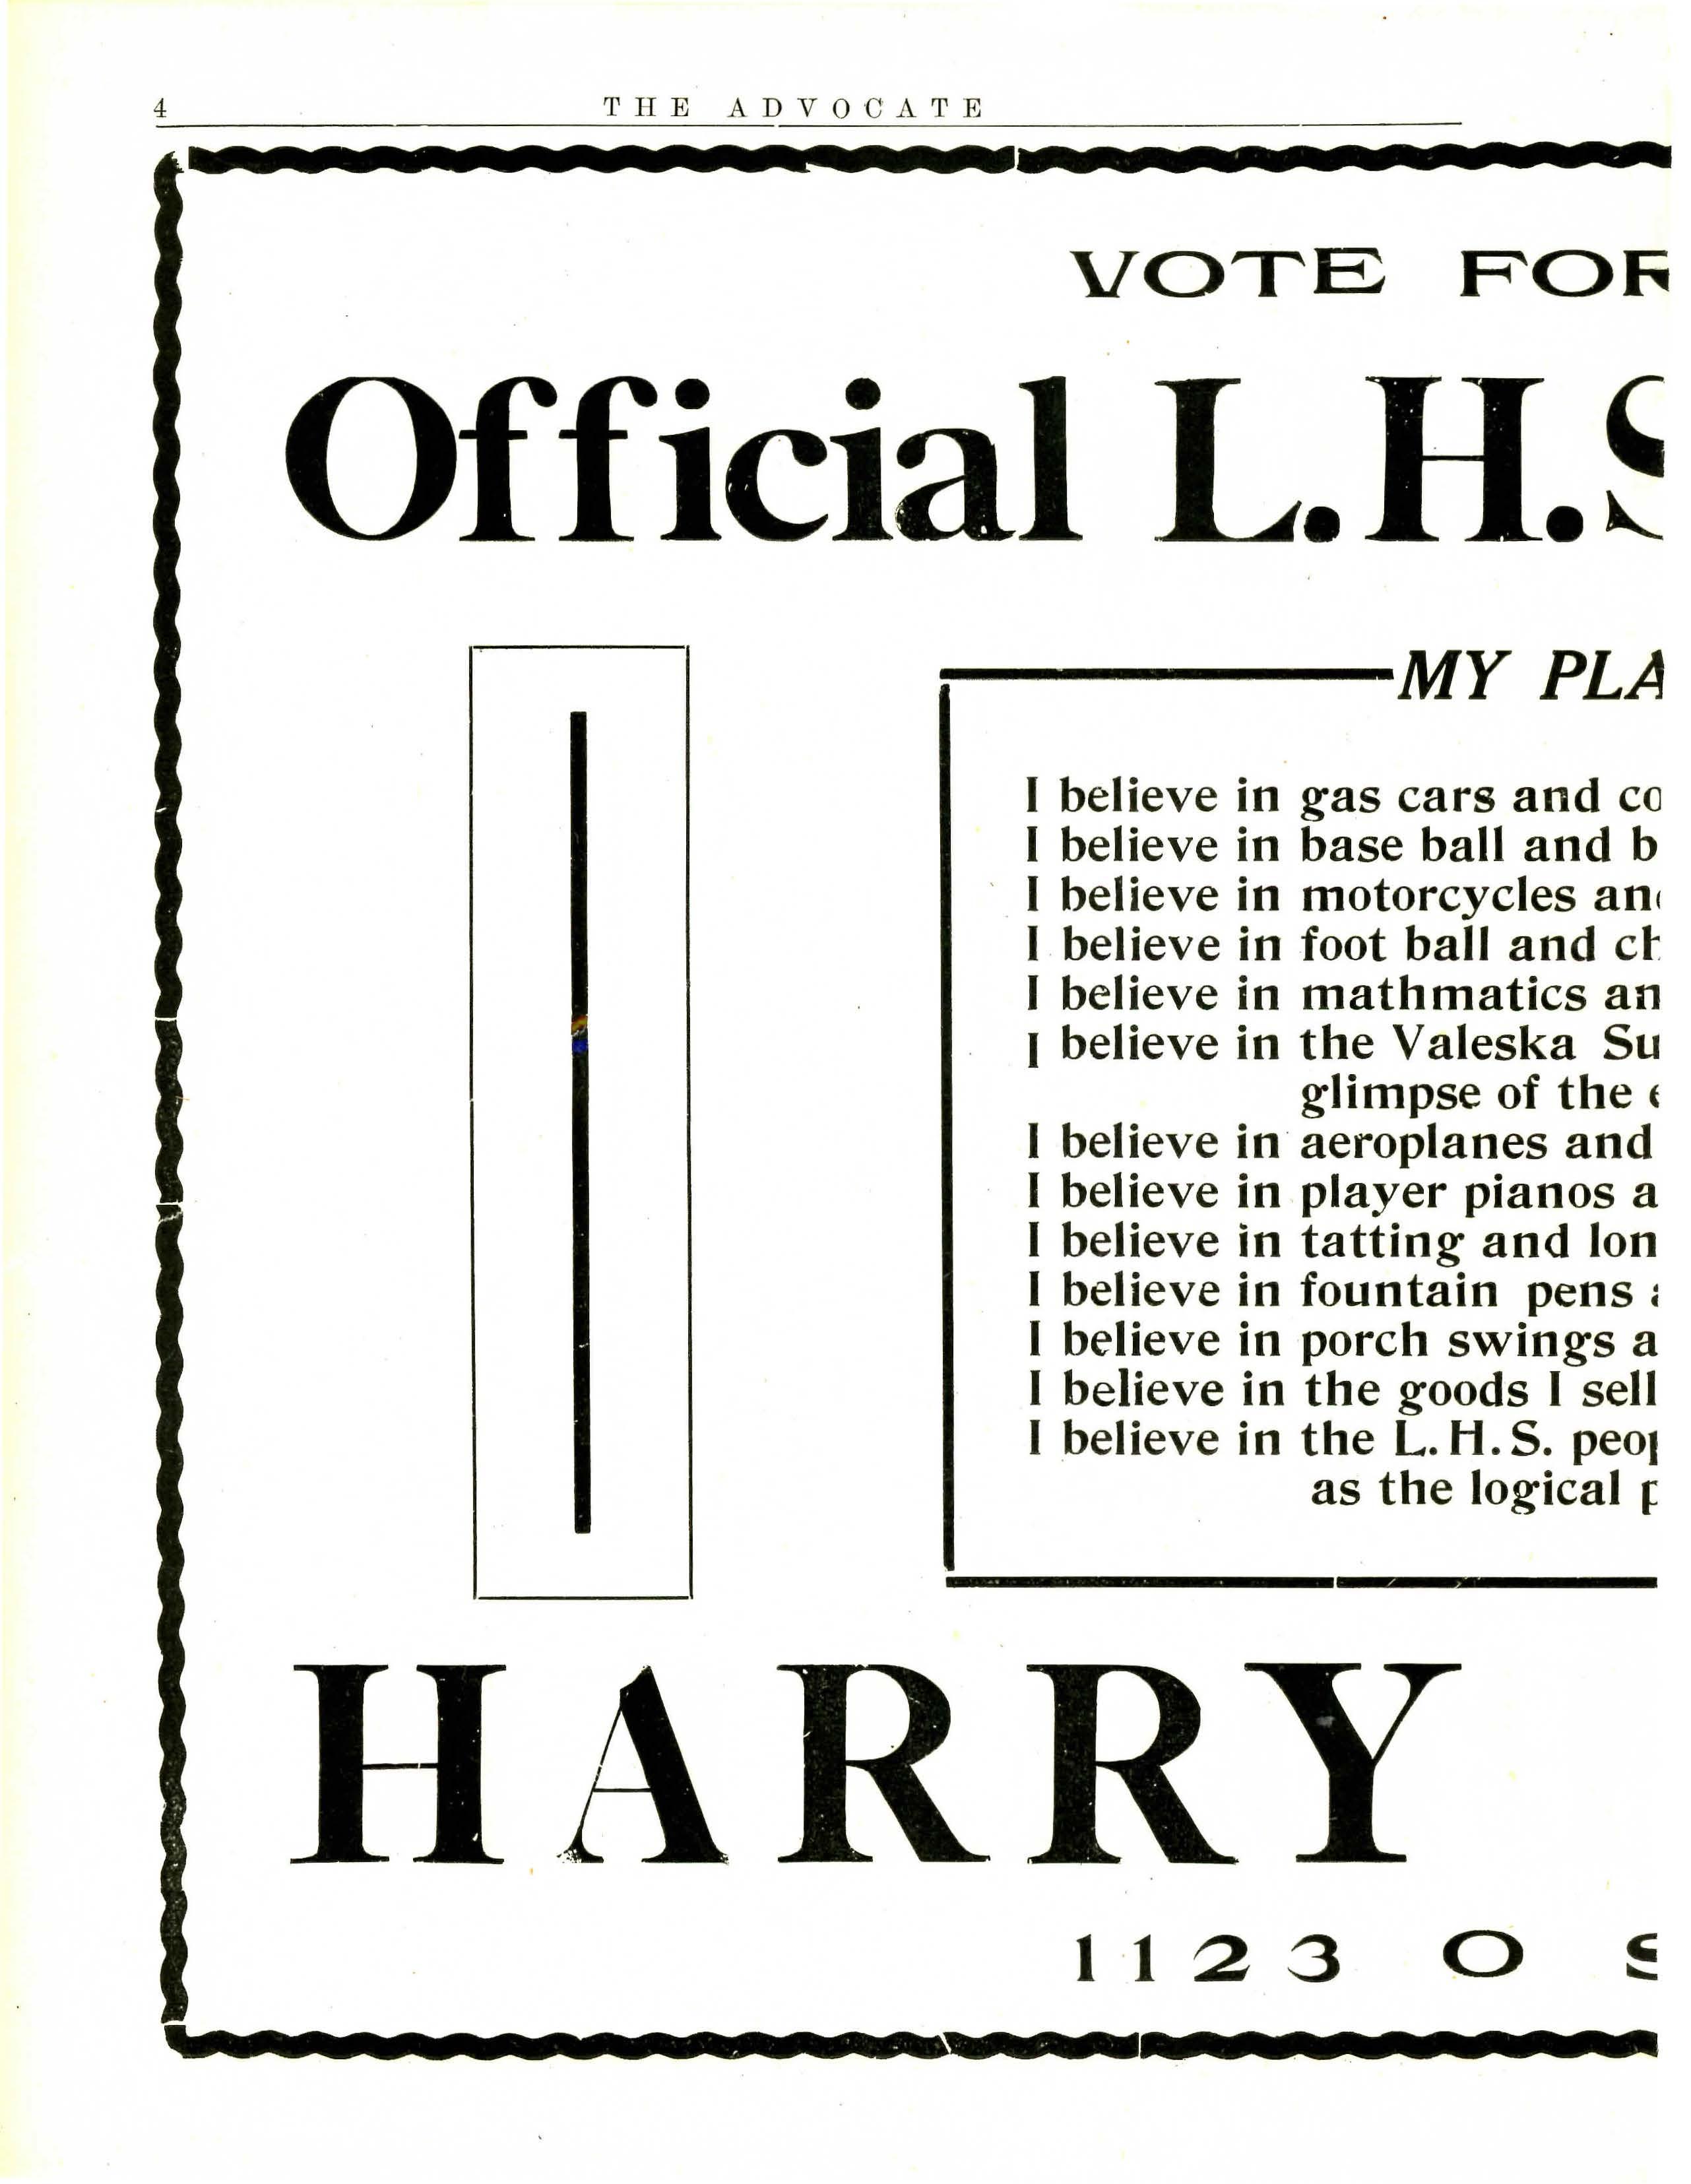 4
THE ADVOCATE
VOTE FOR
Official L.H.S
MY PLA
I believe in gas cars and co
I believe in base ball and b
I believe in motorcycles an
I believe in foot ball and ch
I believe in mathmatics an
I believe in the Valeska Su
glimpse of the
I believe in aeroplanes and
I believe in player pianos a
I believe in tatting and lon
I believe in fountain pens
I believe in porch swings a
I believe in the goods I sell
I believe in the L.H.S. peop
as the logical p
HARRY
1123 O S